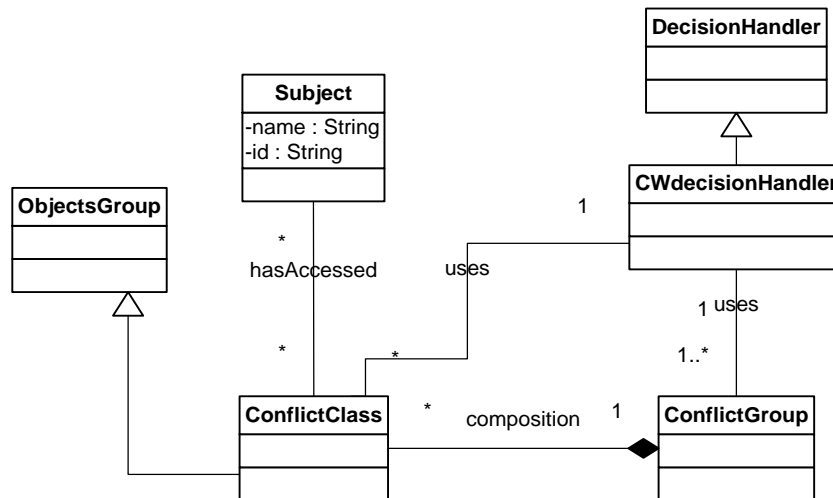 DecisionHandler
Subject
-name : String
-id : String
CWdecisionHandler
ObjectsGroup
1
*
hasAccessed
uses
1
uses
*
*
1..*
ConflictClass
*
composition
1
ConflictGroup